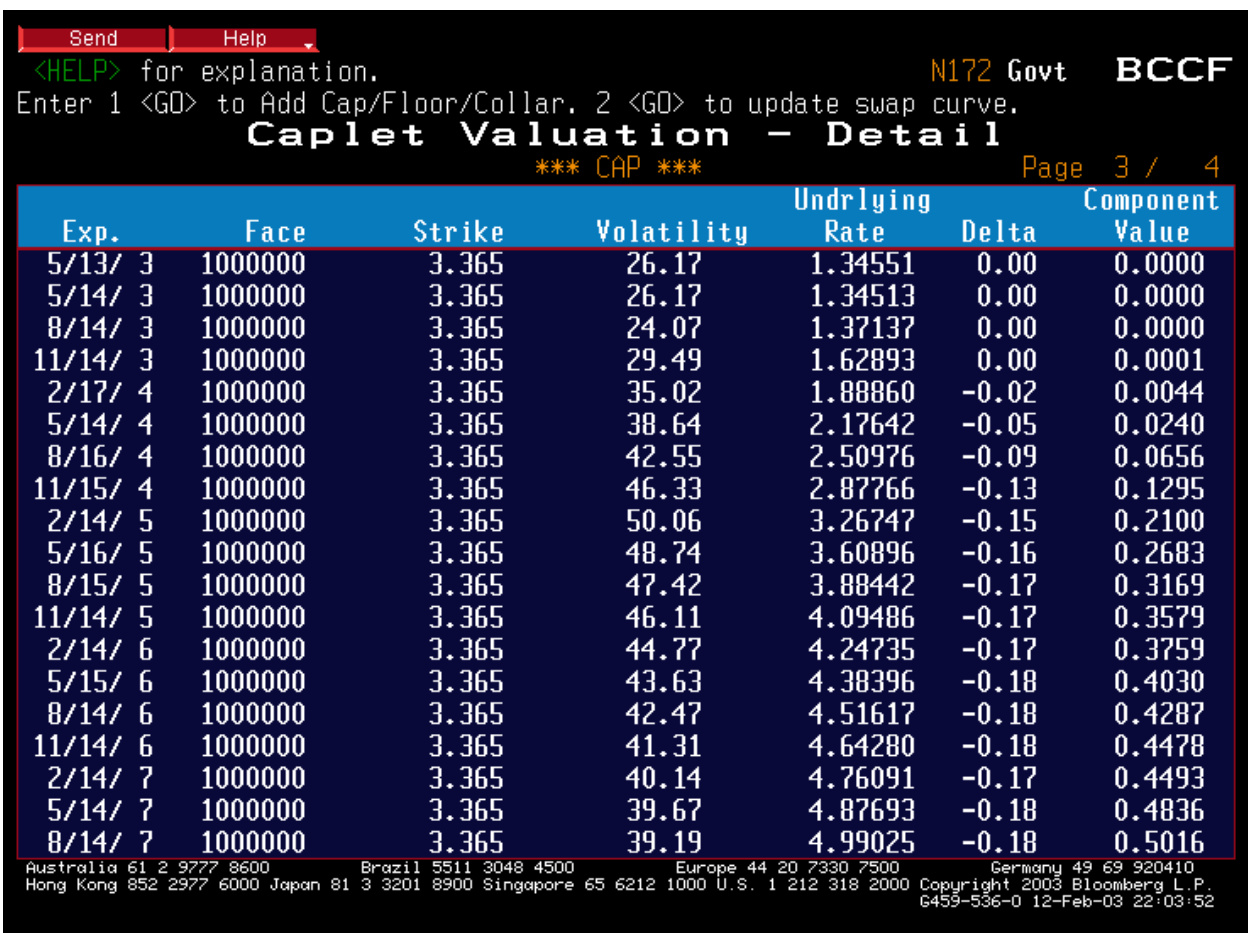 Send Help
<HELP> for explanation. N172 Govt BCCF
Enter 1 <GO> to Add Cap/Floor/Collar. 2 <GO> to update swap curve.
Caplet Valuation - Detail
*** CAP *** Page 3 / 4
Undrlying Component
Exp. Face Strike Volatility Rate Delta Value
5/13/ 3 1000000 3.365 26.17 1.34551 0.00 0.0000
5/14/ 3 1000000 3.365 26.17 1.34513 0.00 0.0000
8/14/ 3 1000000 3.365 24.07 1.37137 0.00 0.0000
11/14/ 3 1000000 3.365 29.49 1.62893 0.00 0.0001
2/17/ 4 1000000 3.365 35.02 1.88860 -0.02 0.0044
5/14/ 4 1000000 3.365 38.64 2.17642 -0.05 0.0240
8/16/ 4 1000000 3.365 42.55 2.50976 -0.09 0.0656
11/15/ 4 1000000 3.365 46.33 2.87766 -0.13 0.1295
2/14/ 5 1000000 3.365 50.06 3.26747 -0.15 0.2100
5/16/ 5 1000000 3.365 48.74 3.60896 -0.16 0.2683
8/15/ 5 1000000 3.365 47.42 3.88442 -0.17 0.3169
11/14/ 5 1000000 3.365 46.11 4.09486 -0.17 0.3579
2/14/ 6 1000000 3.365 44.77 4.24735 -0.17 0.3759
5/15/ 6 1000000 3.365 43.63 4.38396 -0.18 0.4030
8/14/ 6 1000000 3.365 42.47 4.51617 -0.18 0.4287
11/14/ 6 1000000 3.365 41.31 4.64280 -0.18 0.4478
2/14/ 7 1000000 3.365 40.14 4.76091 -0.17 0.4493
5/14/ 7 1000000 3.365 39.67 4.87693 -0.18 0.4836
8/14/ 7 1000000 3.365 39.19 4.99025 -0.18 0.5016
Australia 61 2 9777 8600 Brazil 5511 3048 4500 Europe 44 20 7330 7500 Germany 49 69 920410
Hong Kong 852 2977 6000 Japan 81 3 3201 8900 Singapore 65 6212 1000 U.S. 1 212 318 2000 Copyright 2003 Bloomberg L.P.
G459-536-0 12-Feb-03 22:03:52